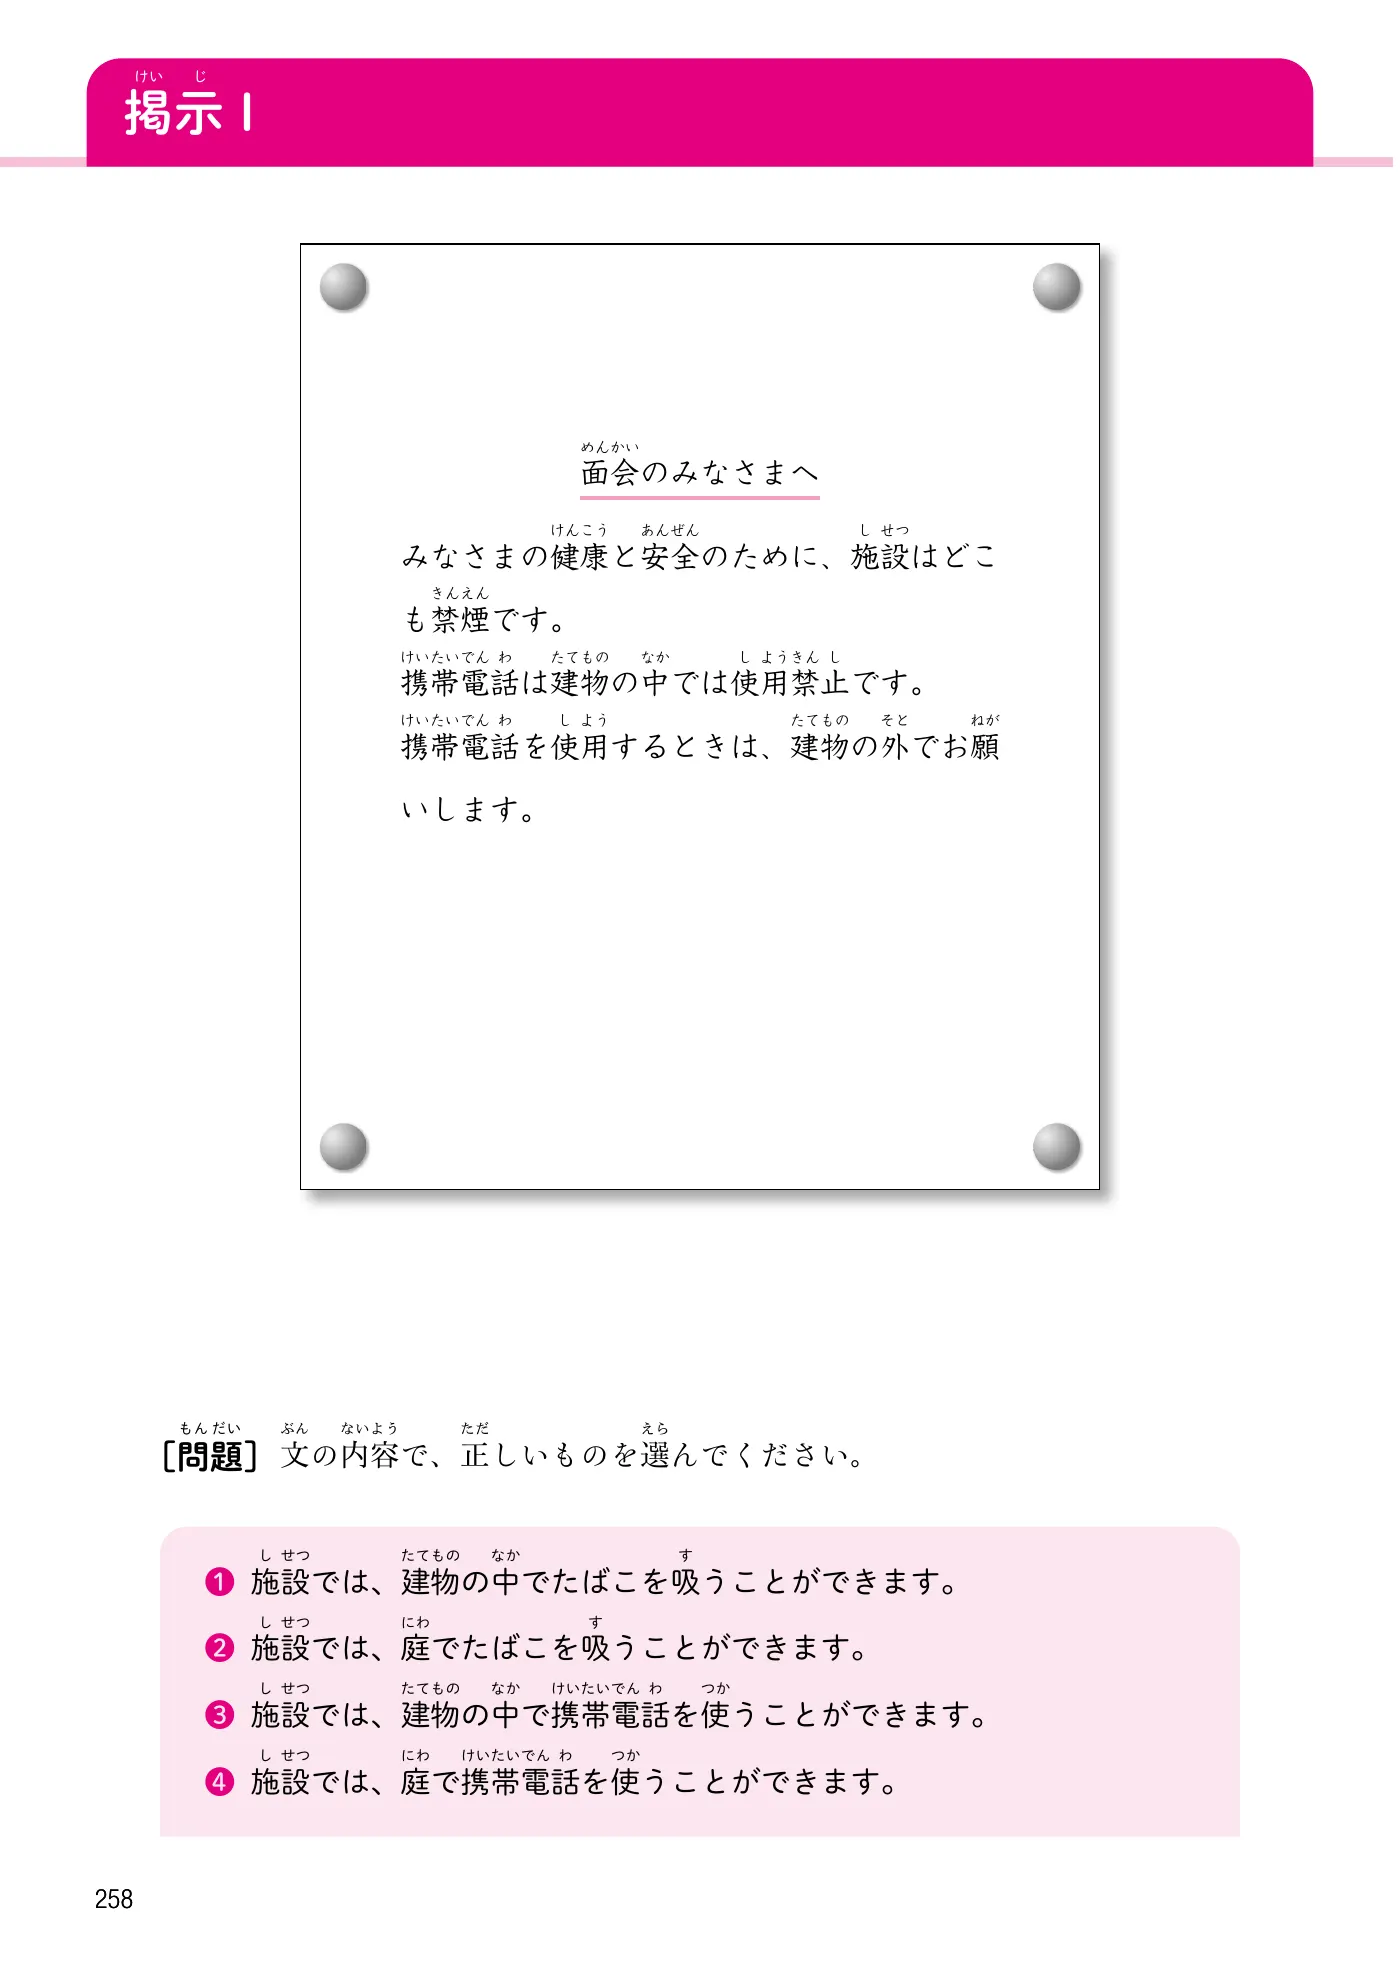 けい じ
掲示1
めんかい
面会のみなさまへ
けんこう あんぜん し せつ
みなさまの健康と安全のために、施設はどこ
きんえん
も禁煙です。
けいたいでん わ たてもの なか し ようきん し
携帯電話は建物の中では使用禁止です。
けいたいでん わ し よう たてもの そと ねが
携帯電話を使用するときは、建物の外でお願
いします。
もんだい ぶん ないよう ただ えら
[問題] 文の内容で、正しいものを選んでください。
し せつ たてもの なか す
❶ 施設では、建物の中でたばこを吸うことができます。
し せつ にわ す
❷ 施設では、庭でたばこを吸うことができます。
し せつ たてもの なか けいたいでん わ つか
❸ 施設では、建物の中で携帯電話を使うことができます。
し せつ にわ けいたいでん わ つか
❹ 施設では、庭で携帯電話を使うことができます。
258